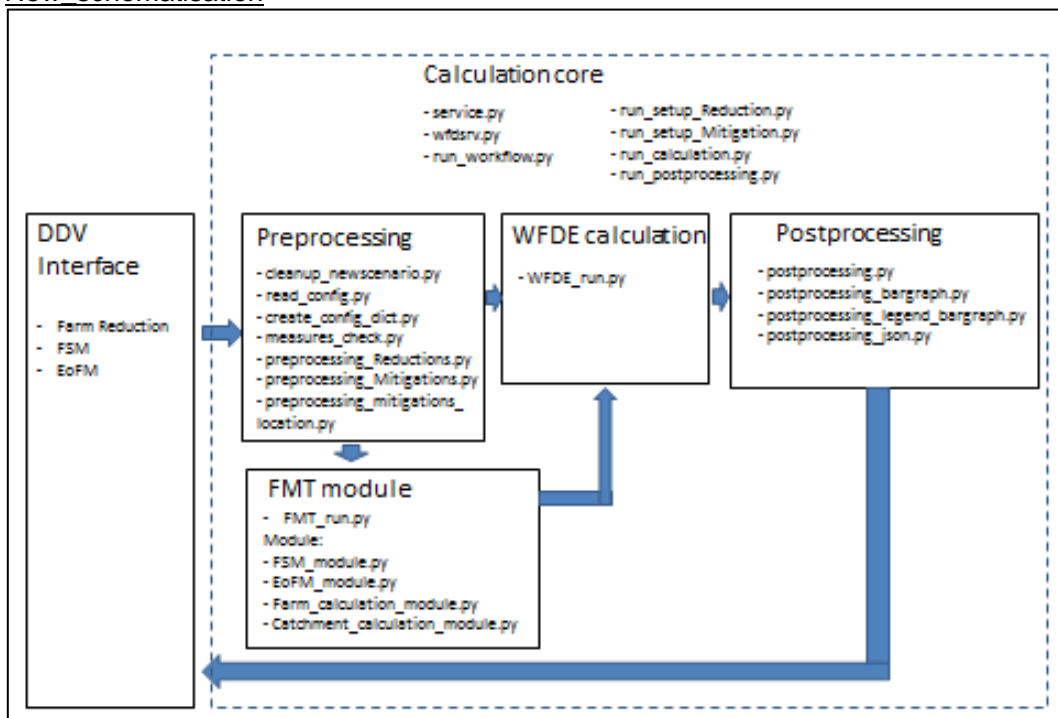 New_schematisation
Calculation core
- service.py
- wfdsrv.py
- run_workflow.py
- run_setup_Reduction.py
- run_setup_Mitigation.py
- run_calculation.py
- run_postprocessing.py
DDV
Interface
- Farm Reduction
- FSM
- EoFM
Preprocessing
- cleanup_newscenario.py
- read_config.py
- create_config_dict.py
- measures_check.py
- preprocessing_Reductions.py
- preprocessing_Mitigations.py
- preprocessing_mitigations_
location.py
WFDE calculation
- WFDE_run.py
Postprocessing
- postprocessing.py
- postprocessing_bargraph.py
- postprocessing_legend_bargraph.py
- postprocessing_json.py
FMT module
- FMT_run.py
Module:
- FSM_module.py
- EoFM_module.py
- Farm_calculation_module.py
- Catchment_calculation_module.py